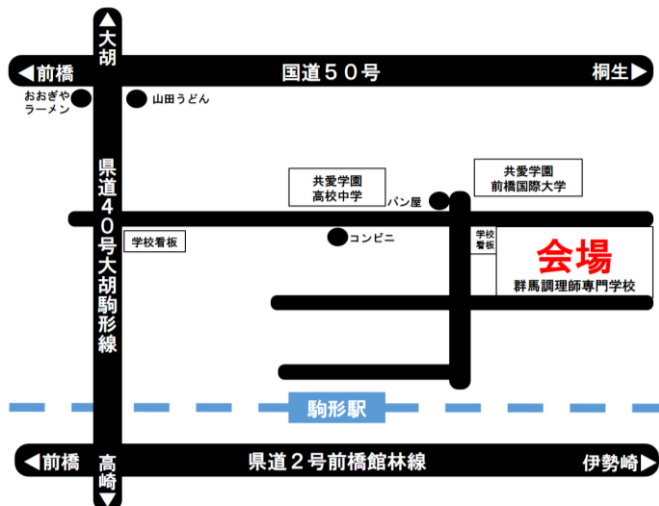 ▲大胡
◀前橋
国道５０号
桐生▶
おおぎや
ラーメン
山田うどん
県道４０号大胡駒形線
共愛学園
高校中学
共愛学園
前橋国際大学
パン屋
学校看板
コンビニ
学校
看板
会場
群馬調理師専門学校
駒形駅
◀前橋
高崎▼
県道２号前橋館林線
伊勢崎▶